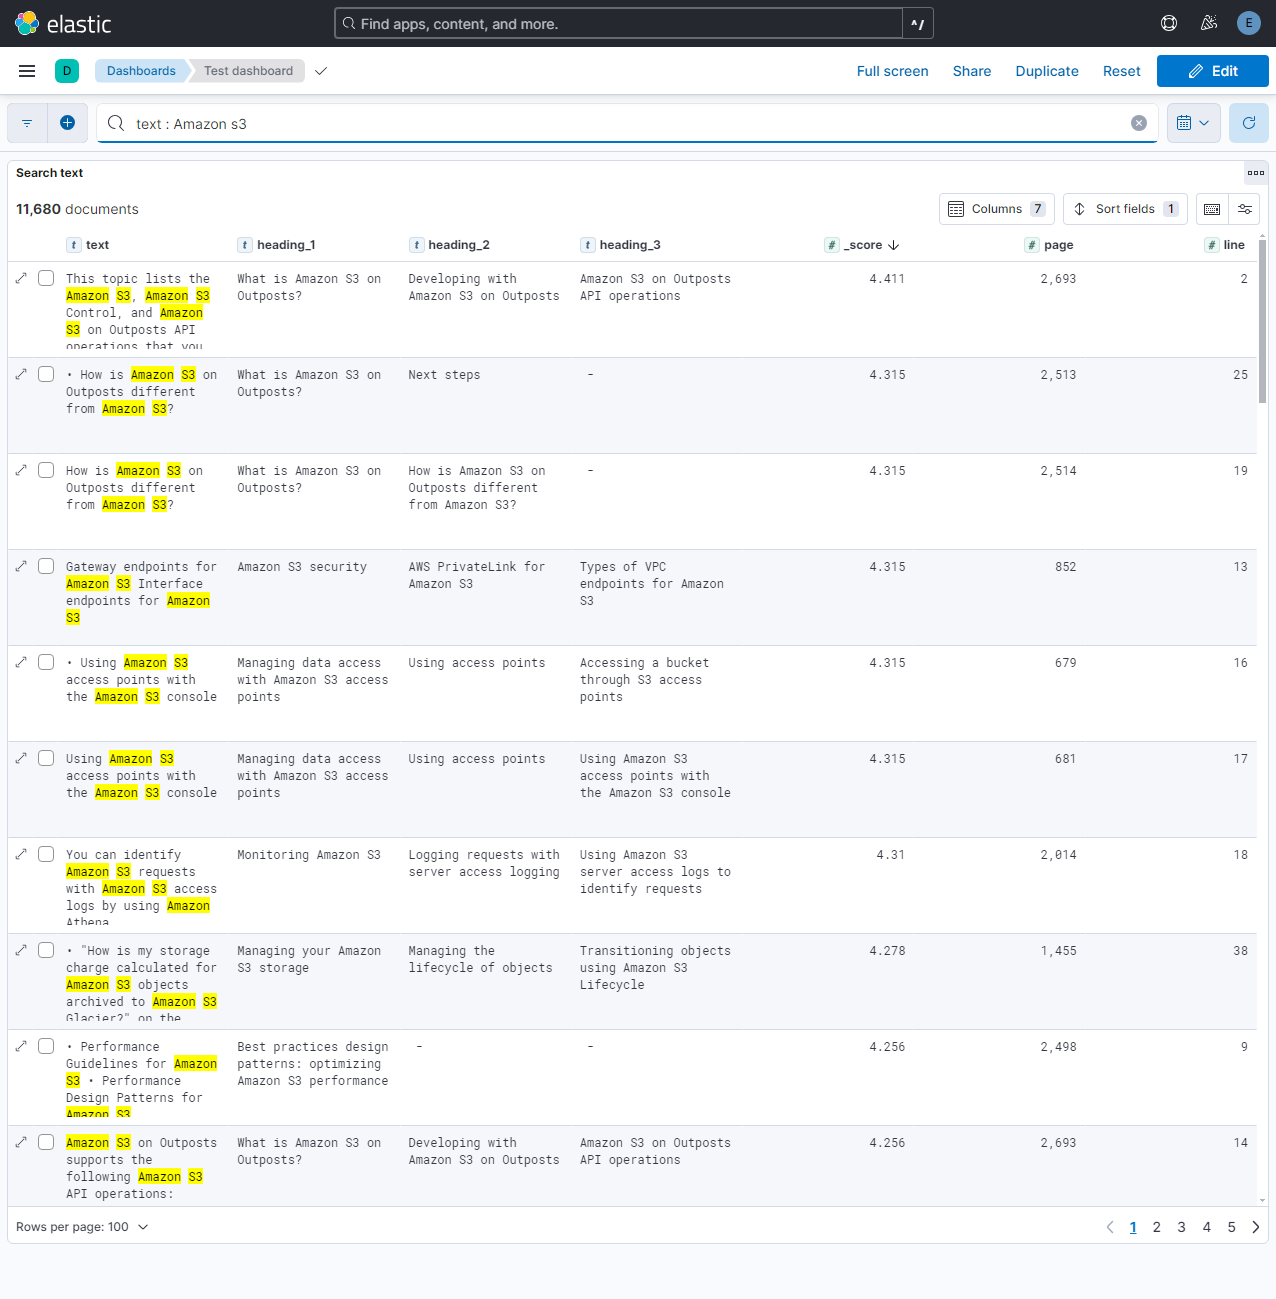 elastic
Find apps, content, and more.
^/
E
D
Dashboards
Test dashboard
Full screen
Share
Duplicate
Reset
Edit
text : Amazon s3
Search text
11,680 documents
Columns 7
Sort fields 1
t text
t heading_1
t heading_2
t heading_3
# _score
# page
# line
This topic lists the
Amazon S3, Amazon S3
Control, and Amazon
S3 on Outposts API
operations that you
What is Amazon S3 on
Outposts?
Developing with
Amazon S3 on Outposts
Amazon S3 on Outposts
API operations
4.411
2,693
2
• How is Amazon S3 on
Outposts different
from Amazon S3?
What is Amazon S3 on
Outposts?
Next steps
-
4.315
2,513
25
How is Amazon S3 on
Outposts different
from Amazon S3?
What is Amazon S3 on
Outposts?
How is Amazon S3 on
Outposts different
from Amazon S3?
-
4.315
2,514
19
Gateway endpoints for
Amazon S3 Interface
endpoints for Amazon
S3
Amazon S3 security
AWS PrivateLink for
Amazon S3
Types of VPC
endpoints for Amazon
S3
4.315
852
13
• Using Amazon S3
access points with
the Amazon S3 console
Managing data access
with Amazon S3 access
points
Using access points
Accessing a bucket
through S3 access
points
4.315
679
16
Using Amazon S3
access points with
the Amazon S3 console
Managing data access
with Amazon S3 access
points
Using access points
Using Amazon S3
access points with
the Amazon S3 console
4.315
681
17
You can identify
Amazon S3 requests
with Amazon S3 access
logs by using Amazon
Athena
Monitoring Amazon S3
Logging requests with
server access logging
Using Amazon S3
server access logs to
identify requests
4.31
2,014
18
• "How is my storage
charge calculated for
Amazon S3 objects
archived to Amazon S3
Glacier?" on the
Managing your Amazon
S3 storage
Managing the
lifecycle of objects
Transitioning objects
using Amazon S3
Lifecycle
4.278
1,455
38
• Performance
Guidelines for Amazon
S3 • Performance
Design Patterns for
Amazon S3
Best practices design
patterns: optimizing
Amazon S3 performance
-
-
4.256
2,498
9
Amazon S3 on Outposts
supports the
following Amazon S3
API operations:
What is Amazon S3 on
Outposts?
Developing with
Amazon S3 on Outposts
Amazon S3 on Outposts
API operations
4.256
2,693
14
Rows per page: 100
1 2 3 4 5